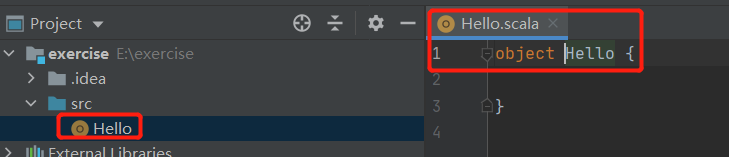 Project
exercise E:\exercise
.idea
src
Hello
External Libraries
Hello.scala
1 object Hello {
2
3 }